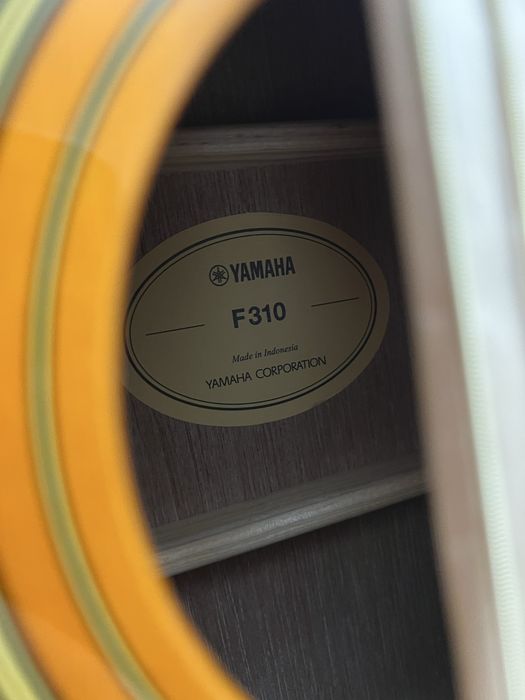 YAMAHA
F310
Made in Indonesia
YAMAHA CORPORATION